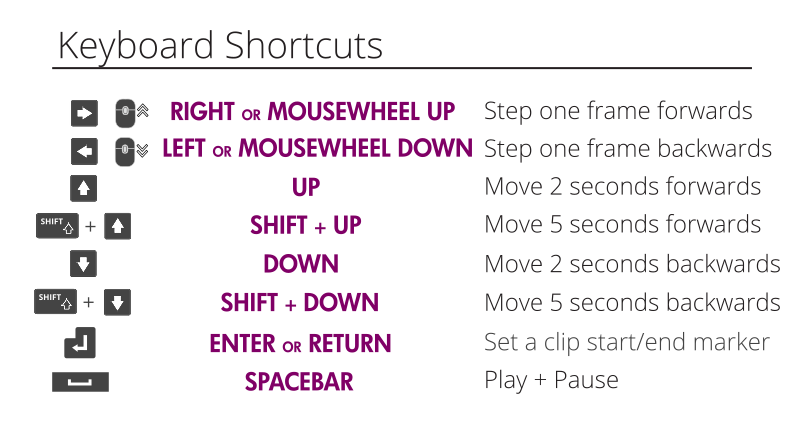 Keyboard Shortcuts
RIGHT OR MOUSEWHEEL UP Step one frame forwards
LEFT OR MOUSEWHEEL DOWN Step one frame backwards
UP Move 2 seconds forwards
SHIFT + SHIFT + UP Move 5 seconds forwards
DOWN Move 2 seconds backwards
SHIFT + SHIFT + DOWN Move 5 seconds backwards
ENTER OR RETURN Set a clip start/end marker
SPACEBAR Play + Pause